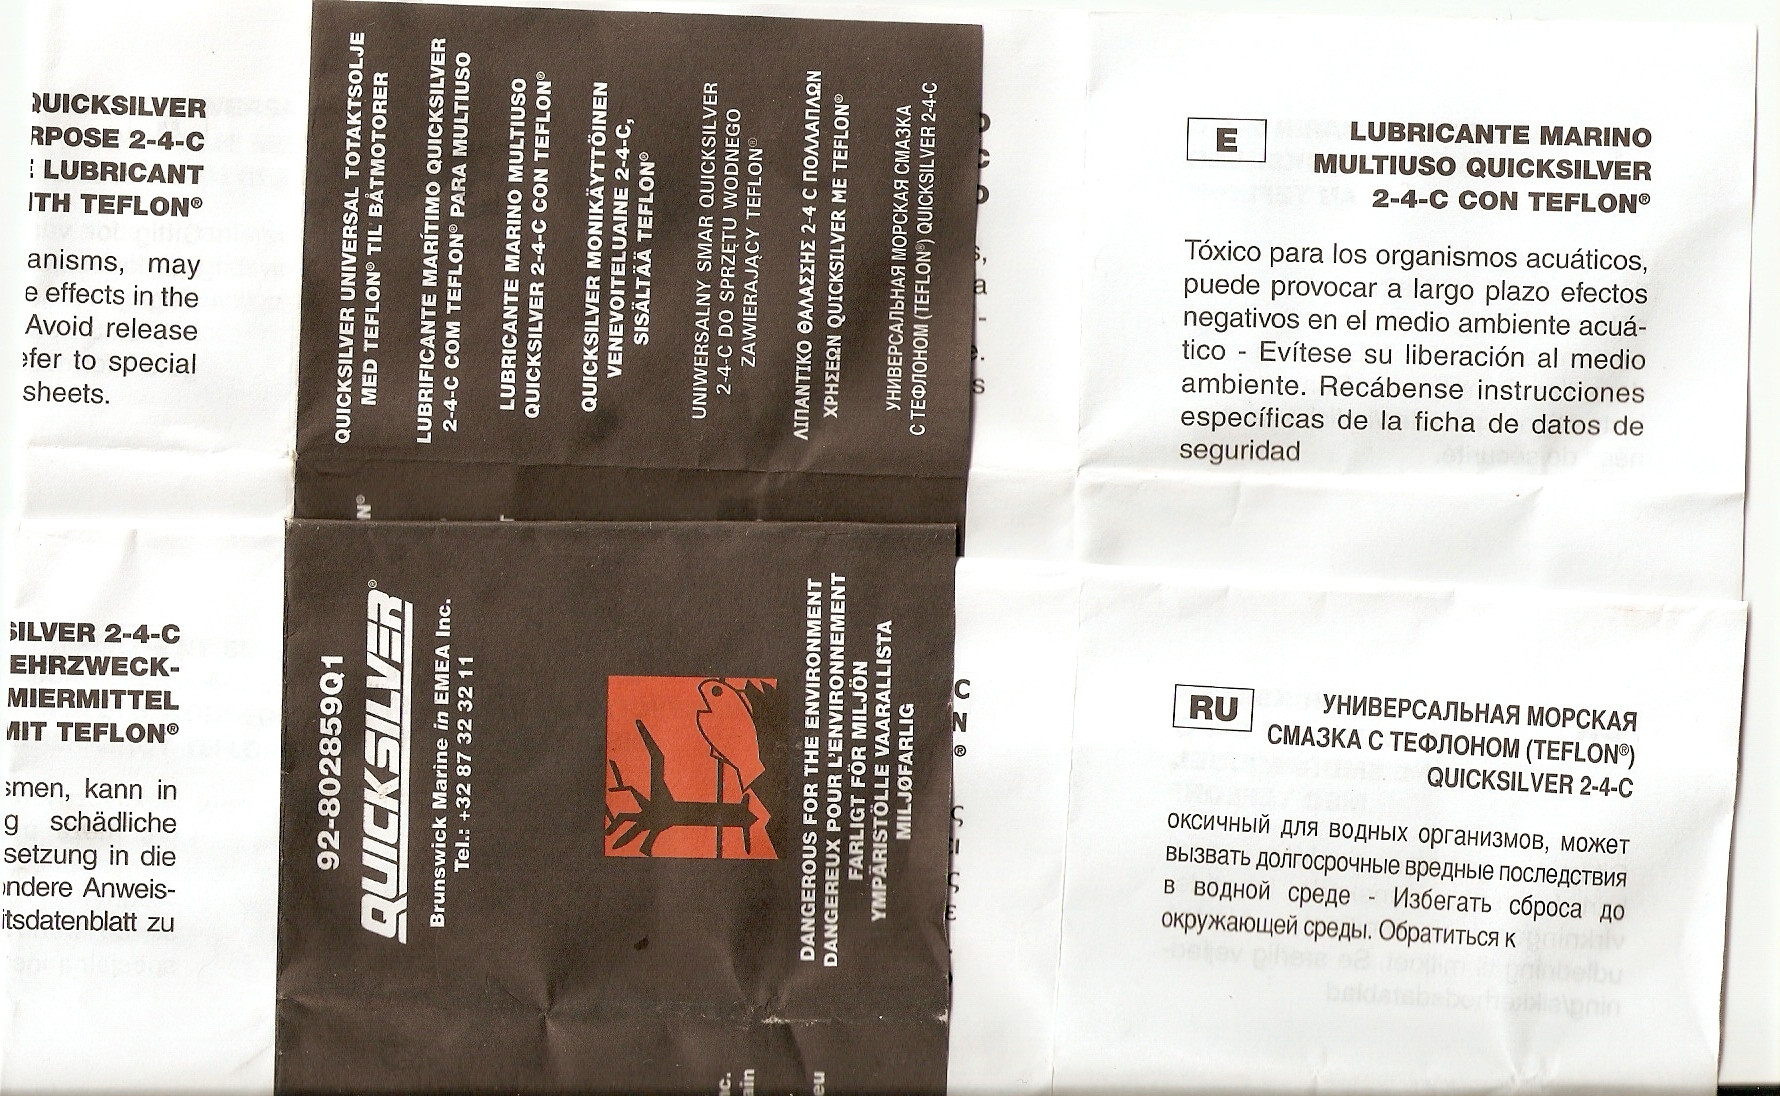 QUICKSILVER
RPOSE 2-4-C
LUBRICANT
ITH TEFLON®
anisms, may
e effects in the
Avoid release
efer to special
sheets.
SILVER 2-4-C
EHRZWECK-
MIERMITTEL
MIT TEFLON®
smen, kann in
g schädliche
setzung in die
ondere Anweis-
itsdatenblatt zu
QUICKSILVER UNIVERSAL TOTAKTSOLJE
MED TEFLON® TIL BÅTMOTORER
LUBRIFICANTE MARÍTIMO QUICKSILVER
2-4-C COM TEFLON® PARA MULTIUSO
LUBRICANTE MARINO MULTIUSO
QUICKSILVER 2-4-C CON TEFLON®
QUICKSILVER MONIKÄYTTÖINEN
VENEVOITELUAINE 2-4-C,
SISÄLTÄÄ TEFLON®
UNIWERSALNY SMAR QUICKSILVER
2-4-C DO SPRZĘTU WODNEGO
ZAWIERAJĄCY TEFLON®
ΛΙΠΑΝΤΙΚΟ ΘΑΛΑΣΣΗΣ 2-4 C ΠΟΛΛΑΠΛΩΝ
ΧΡΗΣΕΩΝ QUICKSILVER ΜΕ TEFLON®
УНИВЕРСАЛЬНАЯ МОРСКАЯ СМАЗКА
С ТЕФЛОНОМ (TEFLON®) QUICKSILVER 2-4-C
N®
92-802859Q1
QUICKSILVER®
Brunswick Marine in EMEA Inc.
Tel.: +32 87 32 32 11
DANGEROUS FOR THE ENVIRONMENT
DANGEREUX POUR L'ENVIRONNEMENT
FARLIGT FÖR MILJÖN
YMPÄRISTÖLLE VAARALLISTA
MILJØFARLIG
nc.
ain
eu
E
LUBRICANTE MARINO
MULTIUSO QUICKSILVER
2-4-C CON TEFLON®
Tóxico para los organismos acuáticos,
puede provocar a largo plazo efectos
negativos en el medio ambiente acuá-
tico - Evítese su liberación al medio
ambiente. Recábense instrucciones
específicas de la ficha de datos de
seguridad
RU
УНИВЕРСАЛЬНАЯ МОРСКАЯ
СМАЗКА С ТЕФЛОНОМ (TEFLON®)
QUICKSILVER 2-4-C
оксичный для водных организмов, может
вызвать долгосрочные вредные последствия
в водной среде - Избегать сброса до
окружающей среды. Обратиться к